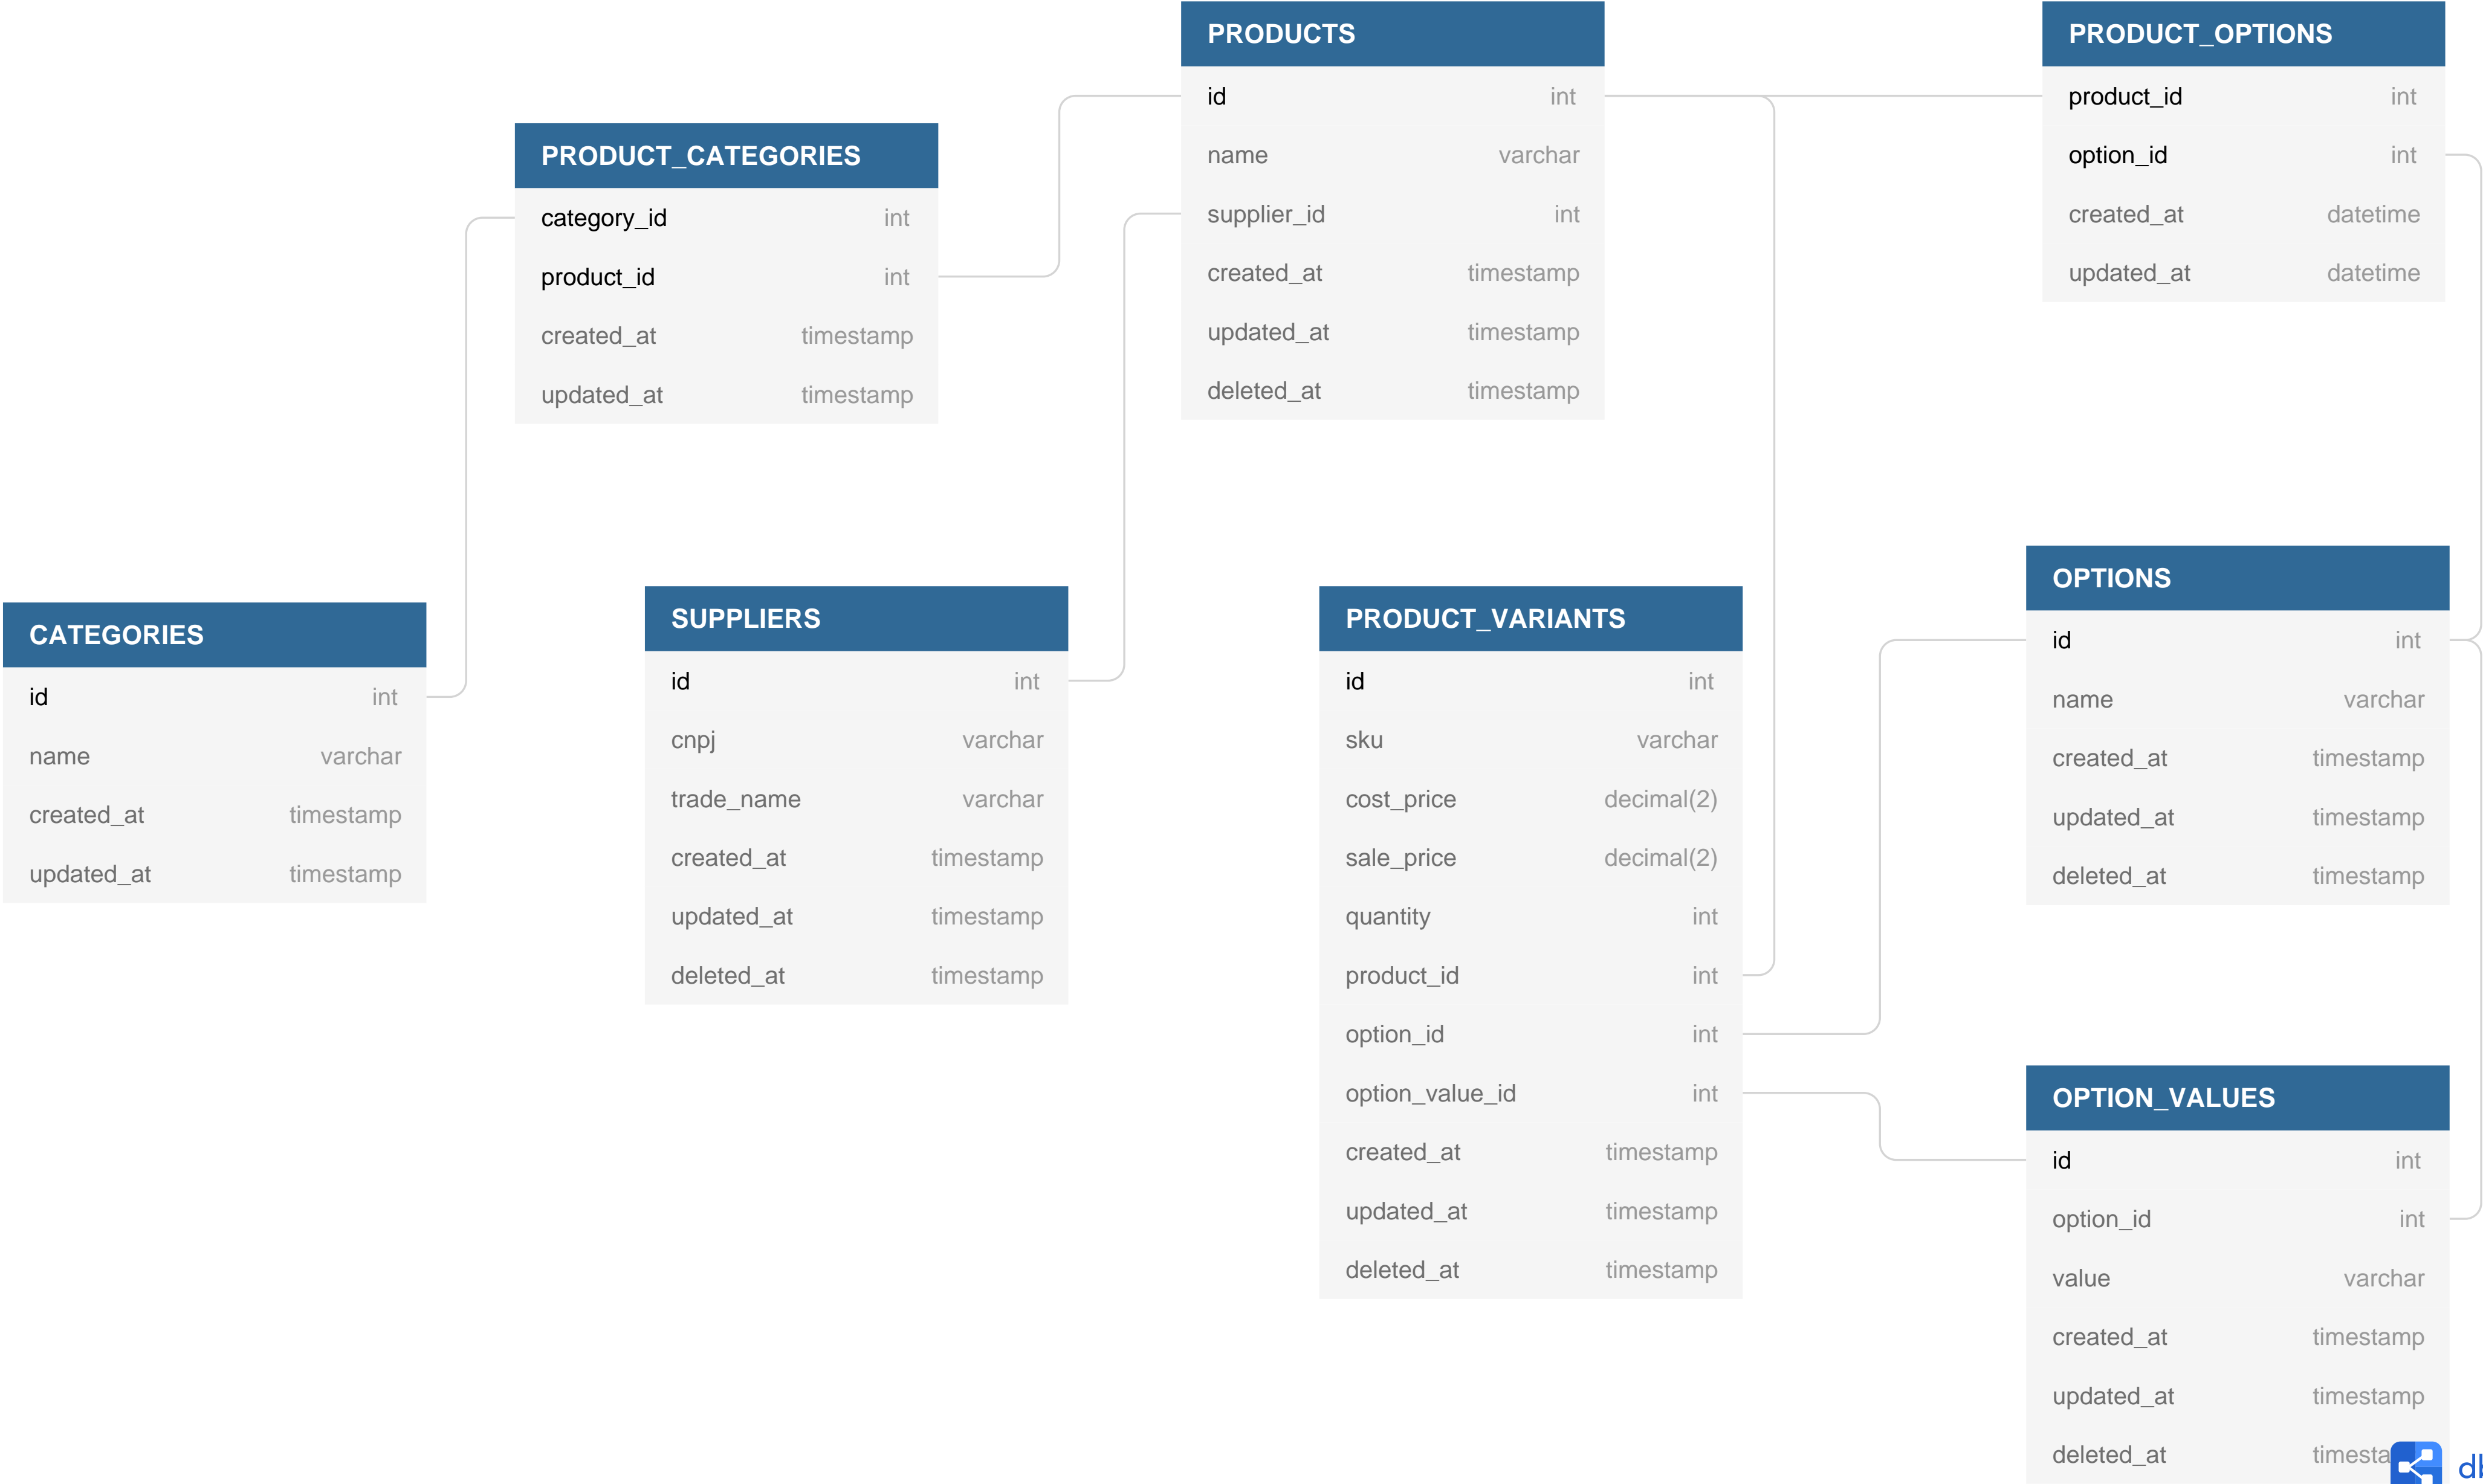 PRODUCTS
id int
name varchar
supplier_id int
created_at timestamp
updated_at timestamp
deleted_at timestamp
PRODUCT_OPTIONS
product_id int
option_id int
created_at datetime
updated_at datetime
PRODUCT_CATEGORIES
category_id int
product_id int
created_at timestamp
updated_at timestamp
CATEGORIES
id int
name varchar
created_at timestamp
updated_at timestamp
SUPPLIERS
id int
cnpj varchar
trade_name varchar
created_at timestamp
updated_at timestamp
deleted_at timestamp
PRODUCT_VARIANTS
id int
sku varchar
cost_price decimal(2)
sale_price decimal(2)
quantity int
product_id int
option_id int
option_value_id int
created_at timestamp
updated_at timestamp
deleted_at timestamp
OPTIONS
id int
name varchar
created_at timestamp
updated_at timestamp
deleted_at timestamp
OPTION_VALUES
id int
option_id int
value varchar
created_at timestamp
updated_at timestamp
deleted_at